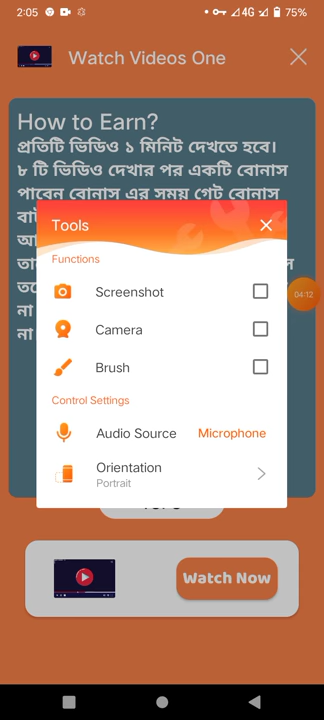 2:05
4G
75%
Watch Videos One
How to Earn?
প্রতিটি ভিডিও ১ মিনিট দেখতে হবে।
৮ টি ভিডিও দেখার পর একটি বোনাস
পাবেন বোনাস এর সময় গেট বোনাস
Tools
Functions
Screenshot
04:12
Camera
Brush
Control Settings
Audio Source
Microphone
Orientation
Portrait
Watch Now